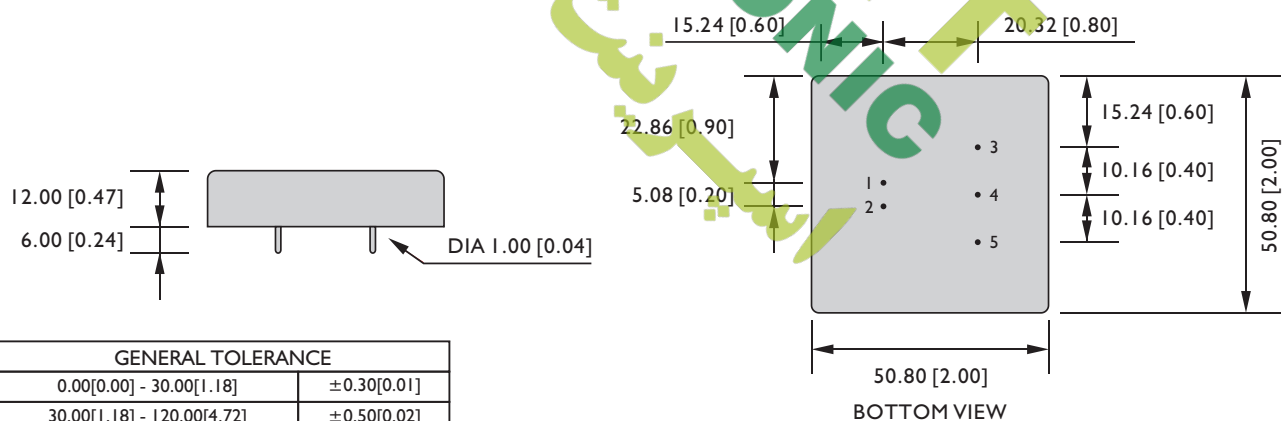 15.24 [0.60]
20.32 [0.80]
NIC
22.86 [0.90]
15.24 [0.60]
3
10.16 [0.40]
50.80 [2.00]
12.00 [0.47]
5.08 [0.20]
1
4
2
10.16 [0.40]
6.00 [0.24]
DIA 1.00 [0.04]
5
GENERAL TOLERANCE
0.00[0.00] - 30.00[1.18] ±0.30[0.01]
30.00[1.18] - 120.00[4.72] ±0.50[0.02]
50.80 [2.00]
BOTTOM VIEW